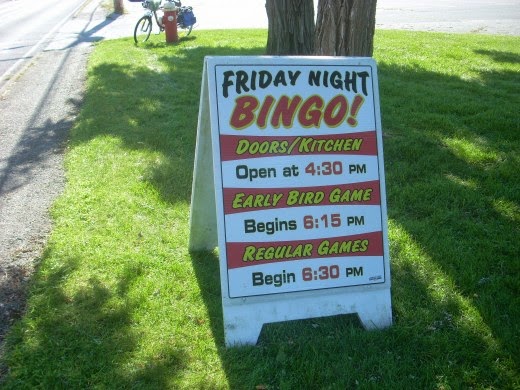 FRIDAY NIGHT
BINGO!
DOORS/KITCHEN
Open at 4:30 PM
EARLY BIRD GAME
Begins 6:15 PM
REGULAR GAMES
Begin 6:30 PM